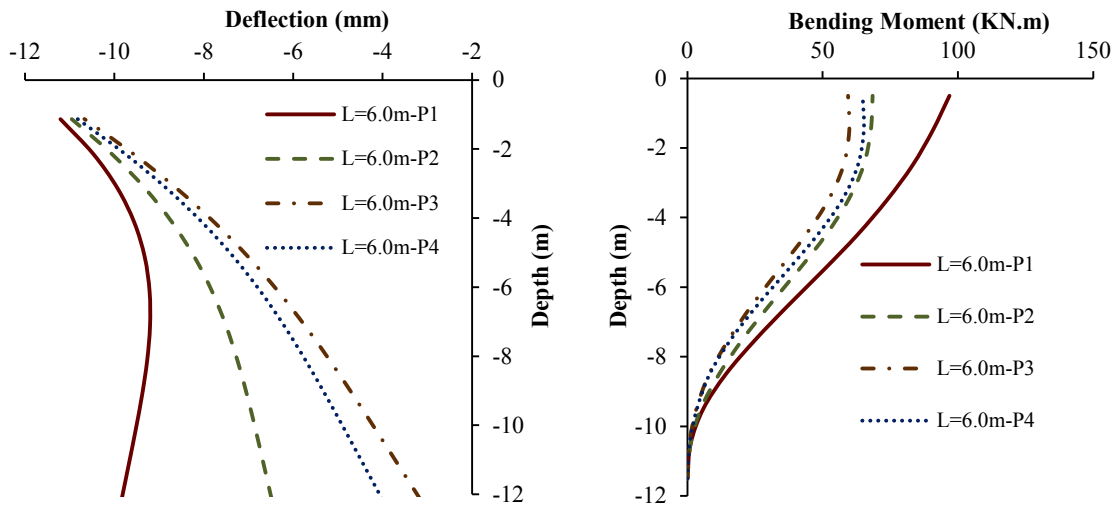 Deflection (mm)
-12 -10 -8 -6 -4 -2
0
-2
-4
-6
-8
-10
-12
Depth (m)
L=6.0m-P1
L=6.0m-P2
L=6.0m-P3
L=6.0m-P4
Bending Moment (KN.m)
0 50 100 150
0
-2
-4
-6
-8
-10
-12
Depth (m)
L=6.0m-P1
L=6.0m-P2
L=6.0m-P3
L=6.0m-P4